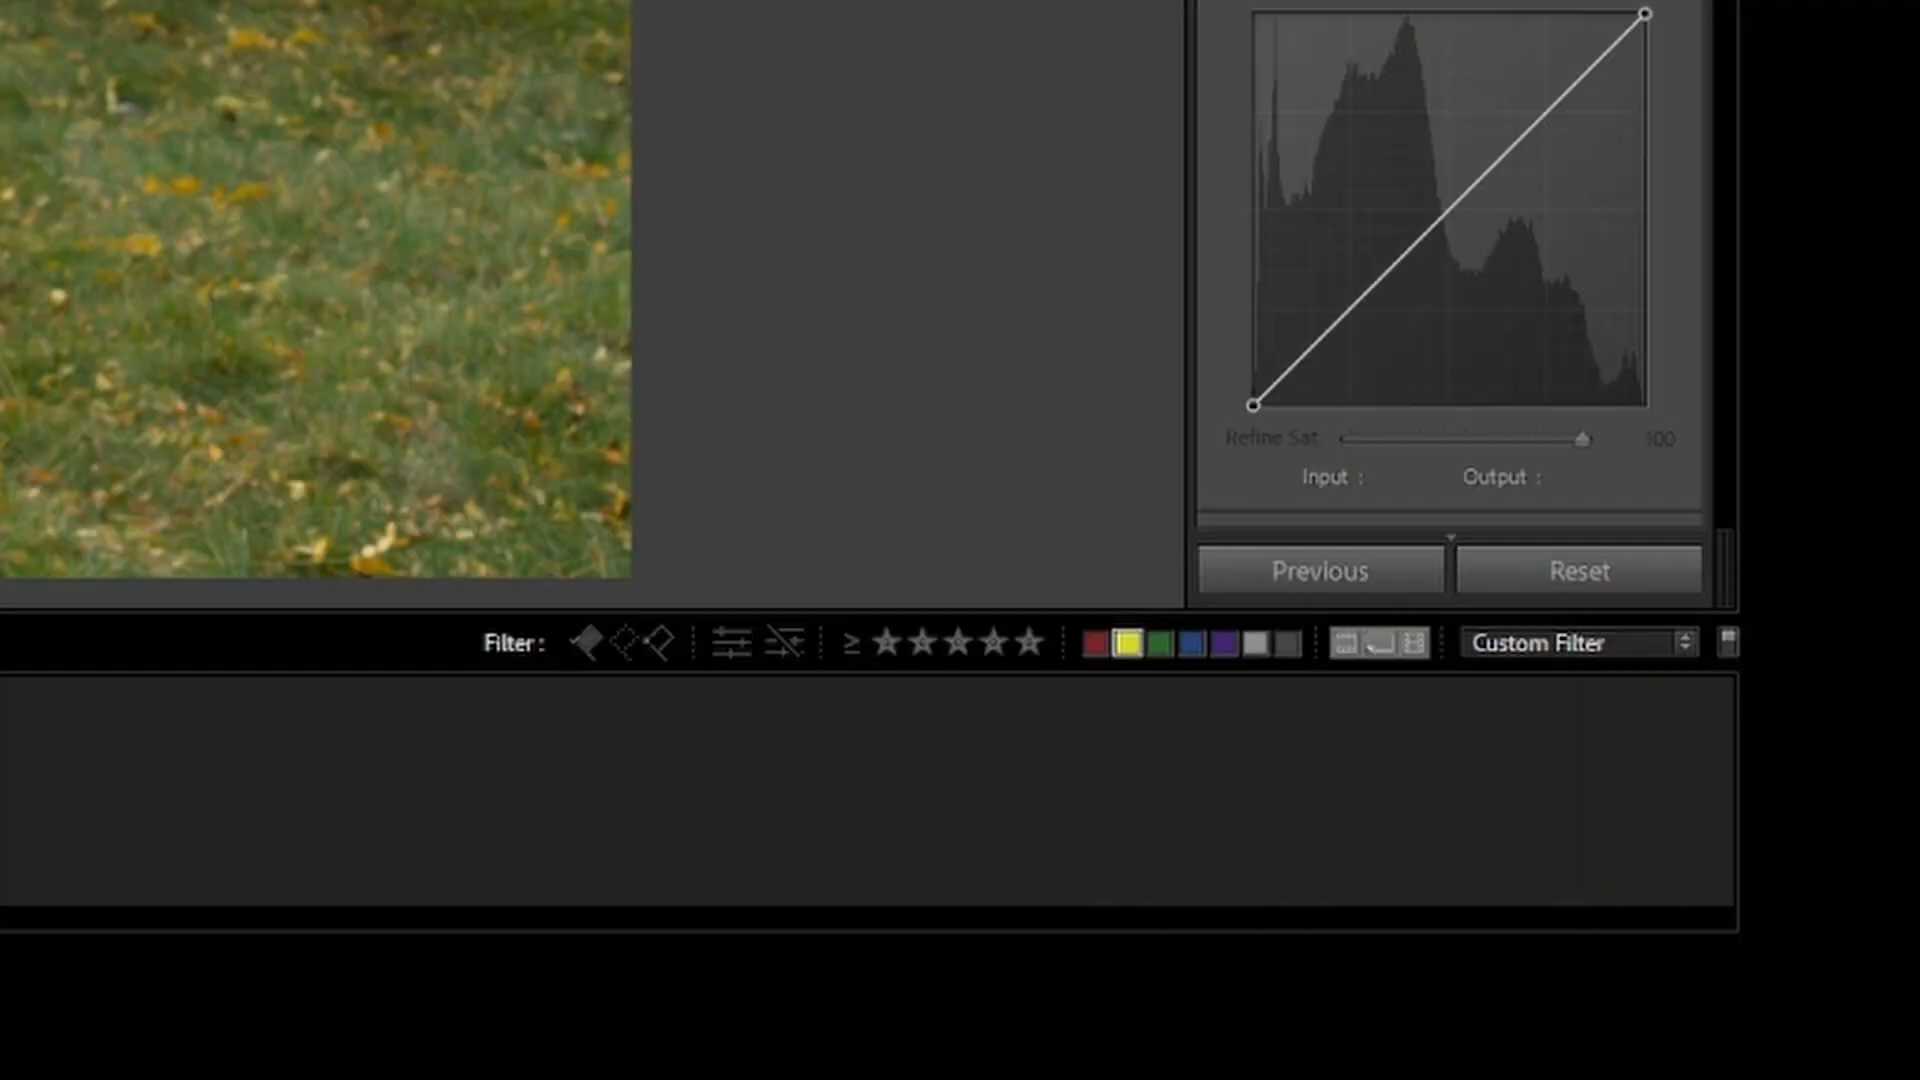 Refine Sat. 100
Input : Output :
Previous Reset
Filter : ≥ Custom Filter